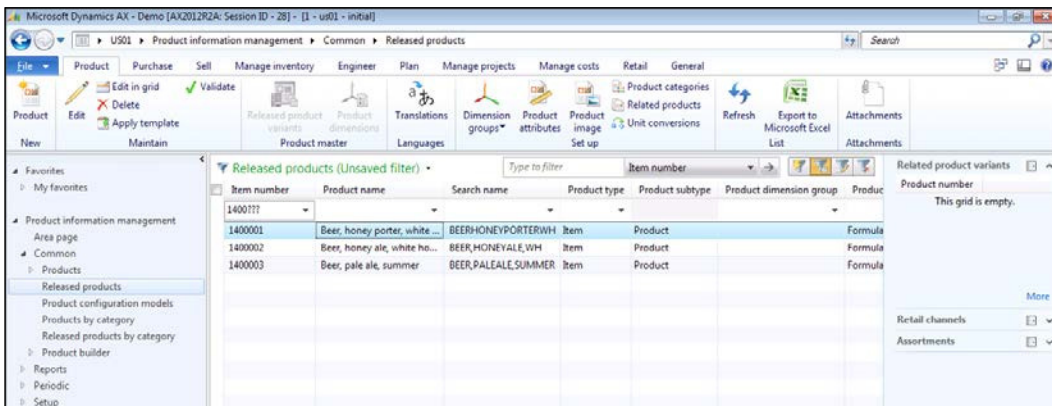 Microsoft Dynamics AX - Demo [AX2012R2A: Session ID - 28] - [1 - us01 - initial]
US01 Product information management Common Released products
Search
File Product Purchase Sell Manage inventory Engineer Plan Manage projects Manage costs Retail General
Product
New
Edit
Edit in grid
Delete
Apply template
Validate
Maintain
Released product variants
Product dimensions
Product master
Translations
Languages
Dimension groups
Product attributes
Product image
Product categories
Related products
Unit conversions
Set up
Refresh
Export to Microsoft Excel
List
Attachments
Attachments
Favorites
My favorites
Product information management
Area page
Common
Products
Released products
Product configuration models
Products by category
Released products by category
Product builder
Reports
Periodic
Setup
Released products (Unsaved filter)
Type to filter
Item number
Item number Product name Search name Product type Product subtype Product dimension group Produc
1400???
1400001 Beer, honey porter, white ... BEERHONEYPORTERWH Item Product Formula
1400002 Beer, honey ale, white ho... BEER,HONEYALE,WH Item Product Formula
1400003 Beer, pale ale, summer BEER,PALEALE,SUMMER Item Product Formula
Related product variants
Product number
This grid is empty.
More
Retail channels
Assortments